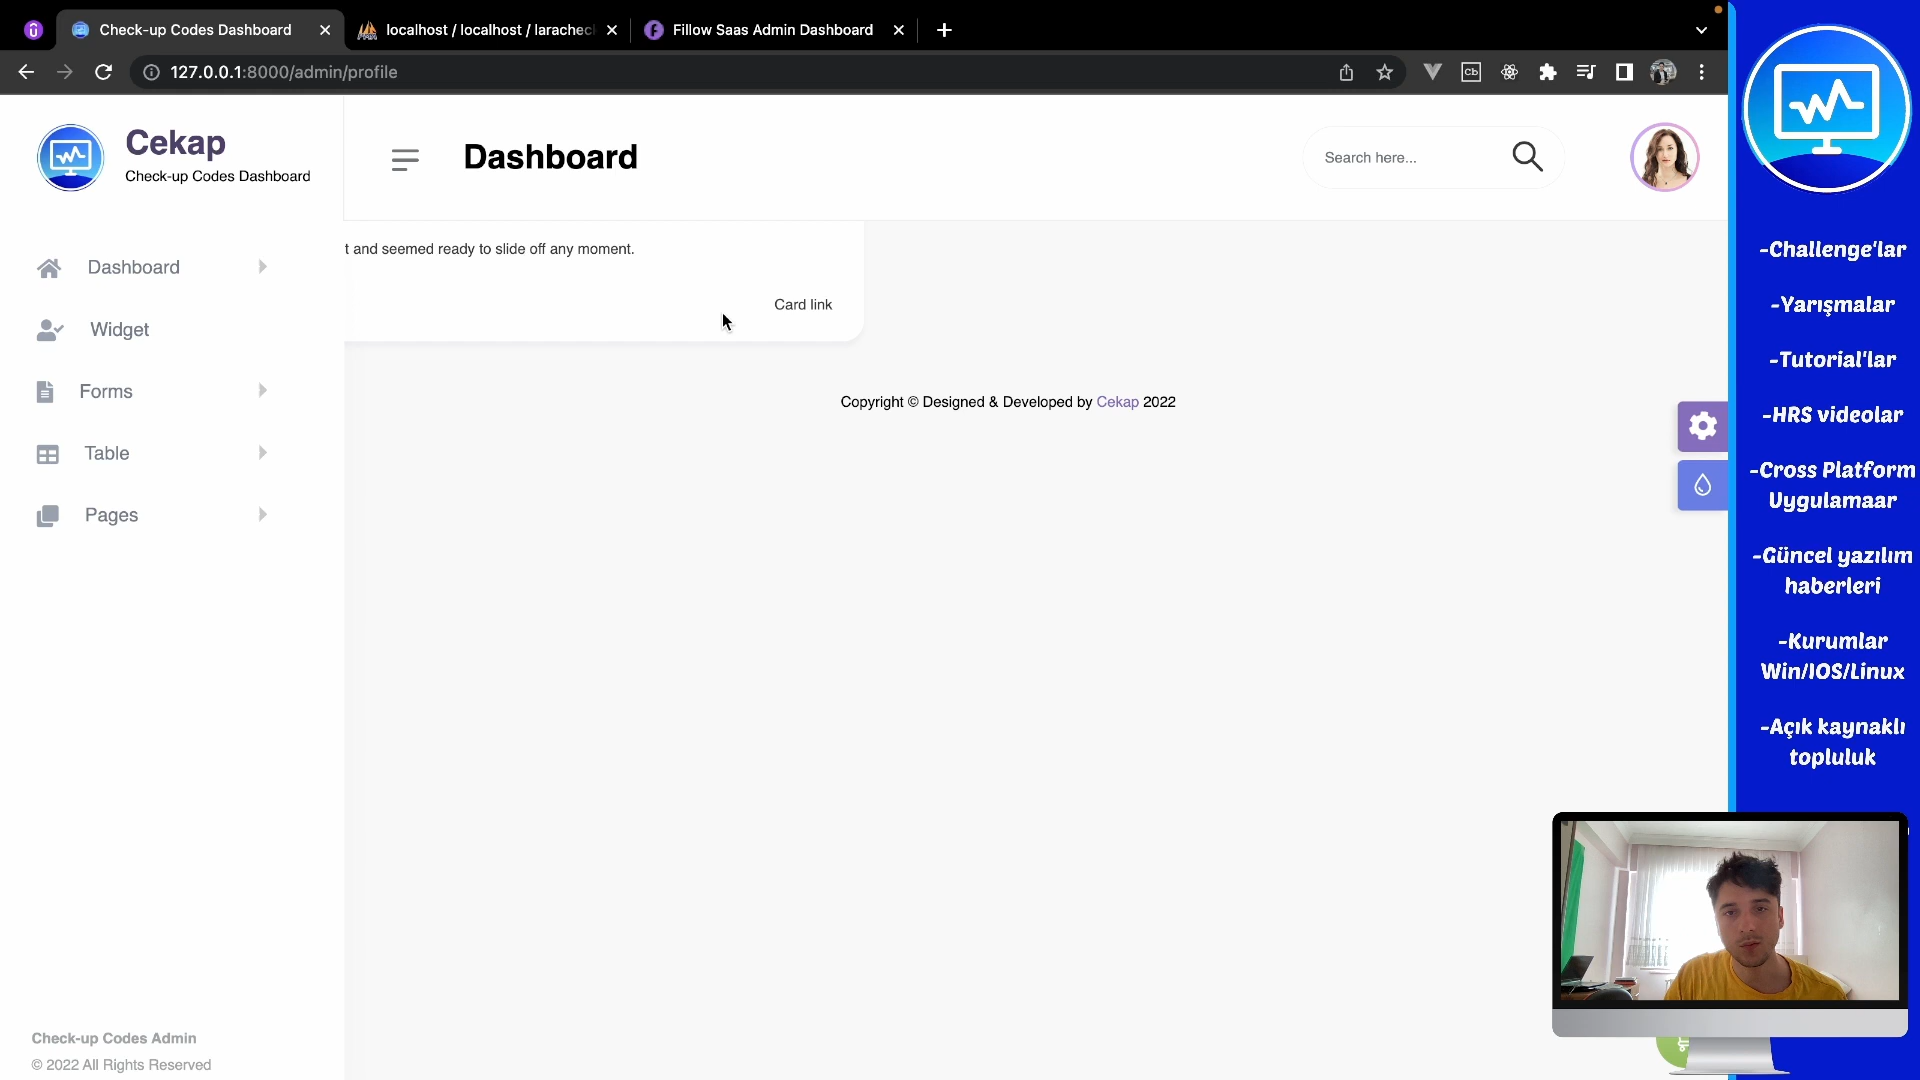 Check-up Codes Dashboard
localhost / localhost / larachec
Fillow Saas Admin Dashboard
127.0.0.1:8000/admin/profile
Cekap
Check-up Codes Dashboard
Dashboard
Search here...
Dashboard
Widget
Forms
Table
Pages
t and seemed ready to slide off any moment.
Card link
Copyright © Designed & Developed by Cekap 2022
Check-up Codes Admin
© 2022 All Rights Reserved
-Challenge'lar
-Yarışmalar
-Tutorial'lar
-HRS videolar
-Cross Platform
Uygulamaar
-Güncel yazılım
haberleri
-Kurumlar
Win/IOS/Linux
-Açık kaynaklı
topluluk